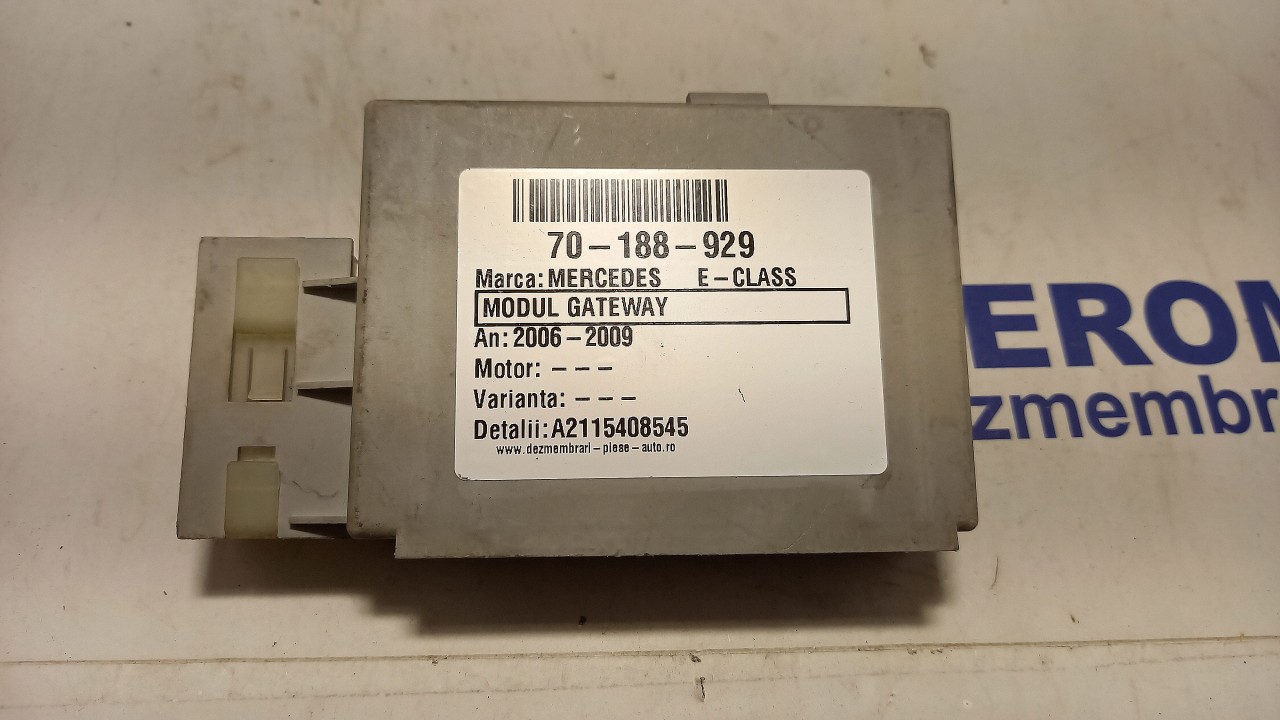 70-188-929
Marca: MERCEDES E-CLASS
MODUL GATEWAY
An: 2006-2009
Motor: ---
Varianta: ---
Detalii: A2115408545
www.dezmembrari-piese-auto.ro
EROM
zmembr